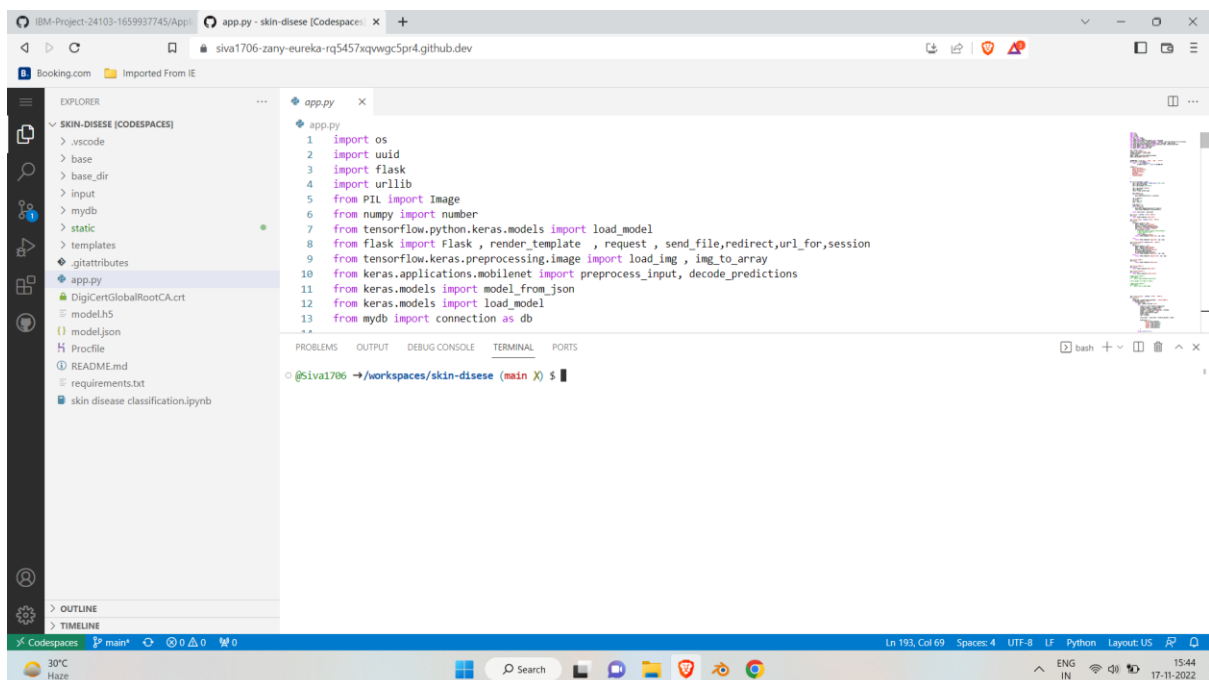 IBM-Project-24103-1659937745/Appli
app.py - skin-disese [Codespaces]
siva1706-zany-eureka-rq5457xqvwgc5pr4.github.dev
B. Booking.com Imported From IE
EXPLORER
SKIN-DISESE [CODESPACES]
.vscode
base
base_dir
input
mydb
static
templates
.gitattributes
app.py
DigiCertGlobalRootCA.crt
model.h5
{} model.json
Procfile
README.md
requirements.txt
skin disease classification.ipynb
OUTLINE
TIMELINE
app.py
app.py
1 import os
2 import uuid
3 import flask
4 import urllib
5 from PIL import Image
6 from numpy import number
7 from tensorflow.python.keras.models import load_model
8 from flask import Flask , render_template , request , send_file,redirect,url_for,session
9 from tensorflow.keras.preprocessing.image import load_img , img_to_array
10 from keras.applications.mobilenet import preprocess_input, decode_predictions
11 from keras.models import model_from_json
12 from keras.models import load_model
13 from mydb import connection as db
PROBLEMS OUTPUT DEBUG CONSOLE TERMINAL PORTS bash
@Siva1706 →/workspaces/skin-disese (main X) $
1
Codespaces main* 0 0 0 Ln 193, Col 69 Spaces: 4 UTF-8 LF Python Layout: US
30°C
Haze
Search
ENG
IN
15:44
17-11-2022